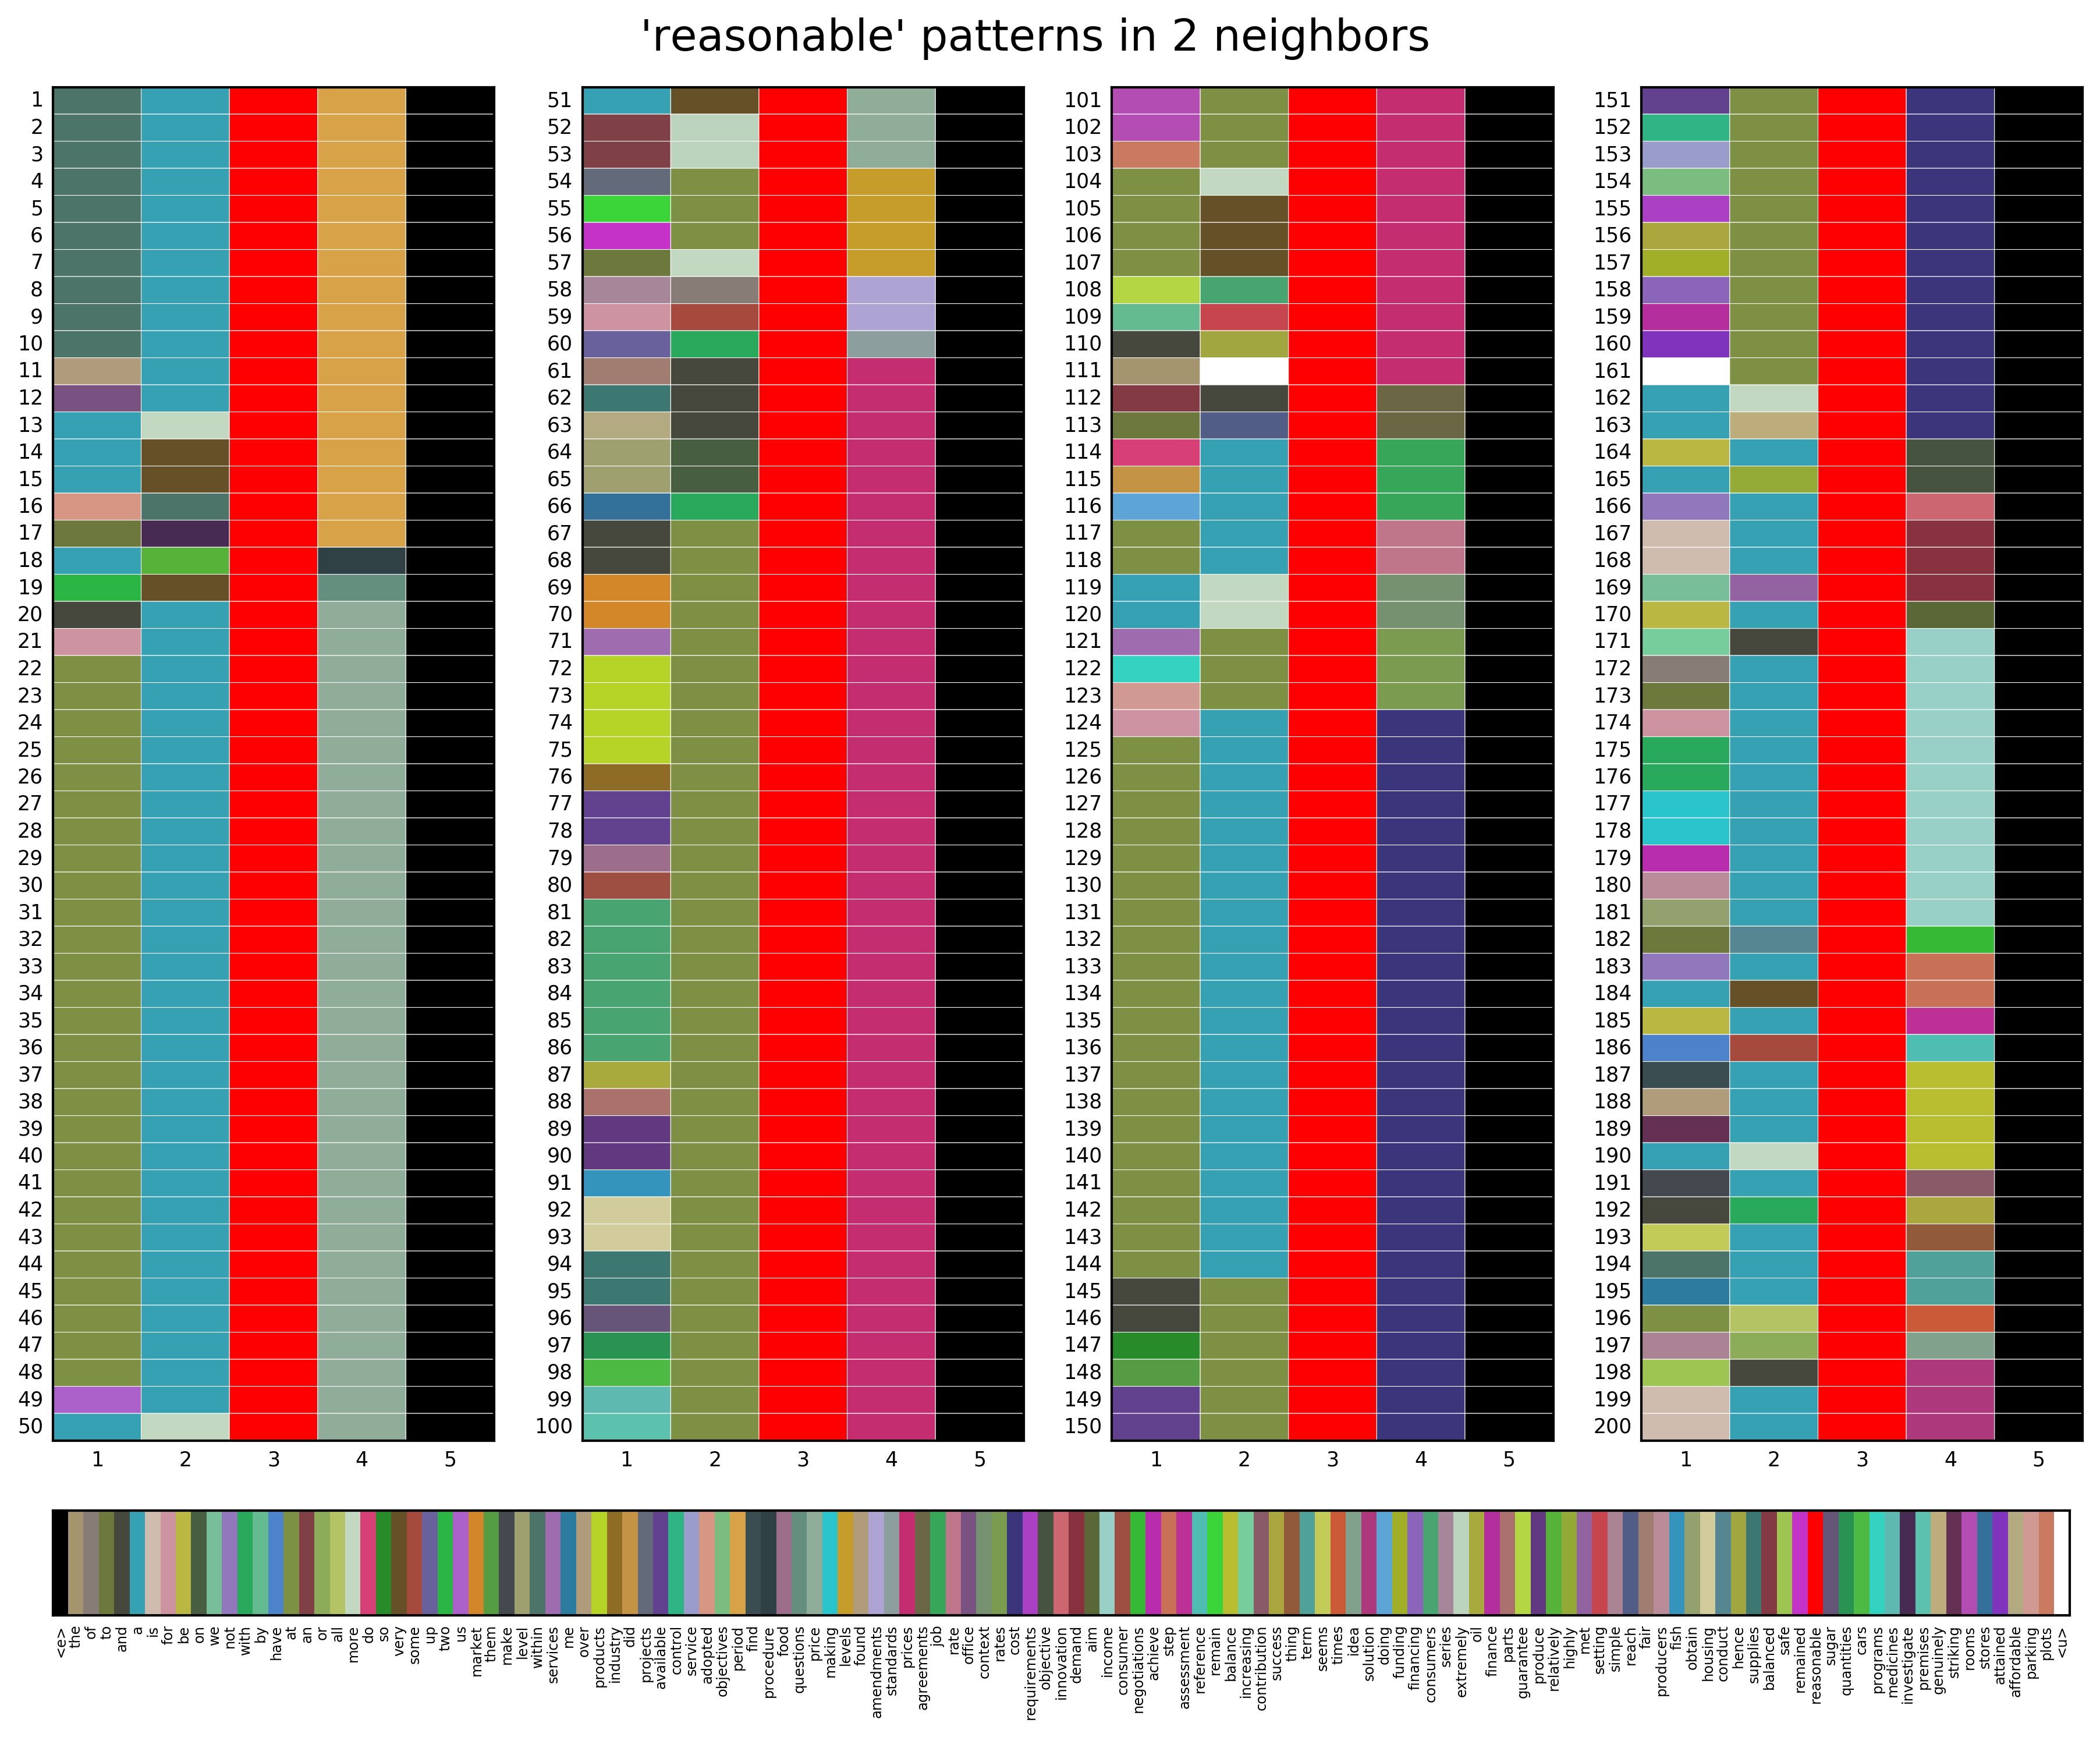 'reasonable' patterns in 2 neighbors
1 51 101 151
2 52 102 152
3 53 103 153
4 54 104 154
5 55 105 155
6 56 106 156
7 57 107 157
8 58 108 158
9 59 109 159
10 60 110 160
11 61 111 161
12 62 112 162
13 63 113 163
14 64 114 164
15 65 115 165
16 66 116 166
17 67 117 167
18 68 118 168
19 69 119 169
20 70 120 170
21 71 121 171
22 72 122 172
23 73 123 173
24 74 124 174
25 75 125 175
26 76 126 176
27 77 127 177
28 78 128 178
29 79 129 179
30 80 130 180
31 81 131 181
32 82 132 182
33 83 133 183
34 84 134 184
35 85 135 185
36 86 136 186
37 87 137 187
38 88 138 188
39 89 139 189
40 90 140 190
41 91 141 191
42 92 142 192
43 93 143 193
44 94 144 194
45 95 145 195
46 96 146 196
47 97 147 197
48 98 148 198
49 99 149 199
50 100 150 200
1 2 3 4 5 1 2 3 4 5 1 2 3 4 5 1 2 3 4 5
<e>
the
of
to
and
a
is
for
be
on
we
not
with
by
have
at
an
or
all
more
do
so
very
some
up
two
us
market
them
make
level
within
services
me
over
products
industry
did
projects
available
control
service
adopted
objectives
period
find
procedure
food
questions
price
making
levels
found
amendments
standards
prices
agreements
job
rate
office
context
rates
cost
requirements
objective
innovation
demand
aim
income
consumer
negotiations
achieve
step
assessment
reference
remain
balance
increasing
contribution
success
thing
term
seems
times
idea
solution
doing
funding
financing
consumers
series
extremely
oil
finance
parts
guarantee
produce
relatively
highly
met
setting
simple
reach
fair
producers
fish
obtain
housing
conduct
hence
supplies
balanced
safe
remained
reasonable
sugar
quantities
cars
programs
medicines
investigate
premises
genuinely
striking
rooms
stores
attained
affordable
parking
plots
<u>